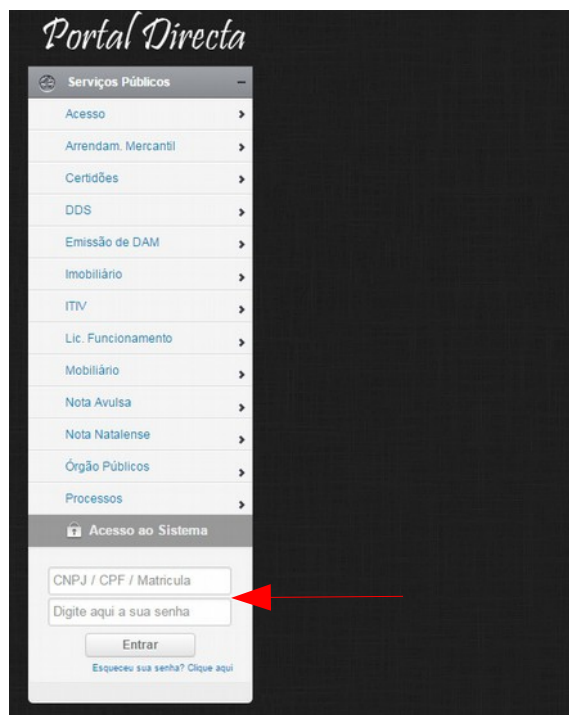 Portal Directa
Serviços Públicos
Acesso
Arrendam. Mercantil
Certidões
DDS
Emissão de DAM
Imobiliário
ITIV
Lic. Funcionamento
Mobiliário
Nota Avulsa
Nota Natalense
Órgão Públicos
Processos
Acesso ao Sistema
CNPJ / CPF / Matricula
Digite aqui a sua senha
Entrar
Esqueceu sua senha? Clique aqui